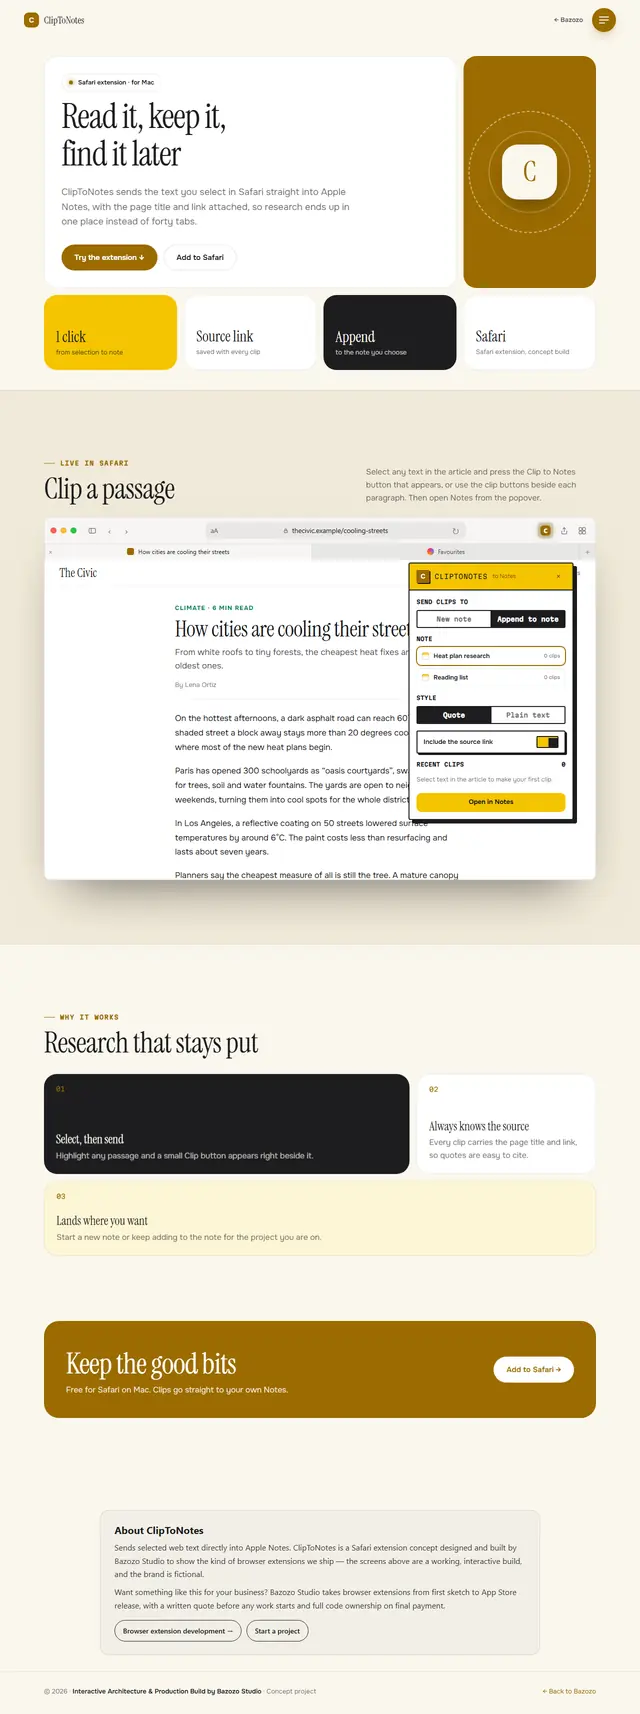 C ClipToNotes
← Bazozo
Safari extension · for Mac
Read it, keep it,
find it later
ClipToNotes sends the text you select in Safari straight into Apple
Notes, with the page title and link attached, so research ends up in
one place instead of forty tabs.
Try the extension ↓
Add to Safari
C
1 click
from selection to note
Source link
saved with every clip
Append
to the note you choose
Safari
Safari extension, concept build
LIVE IN SAFARI
Clip a passage
Select any text in the article and press the Clip to Notes
button that appears, or use the clip buttons beside each
paragraph. Then open Notes from the popover.
aA
thecivic.example/cooling-streets
C
How cities are cooling their streets
Favourites
The Civic
CLIMATE · 6 MIN READ
How cities are cooling their street
From white roofs to tiny forests, the cheapest heat fixes ar
oldest ones.
By Lena Ortiz
On the hottest afternoons, a dark asphalt road can reach 60
shaded street a block away stays more than 20 degrees coo
where most of the new heat plans begin.
Paris has opened 300 schoolyards as "oasis courtyards", sw
for trees, soil and water fountains. The yards are open to nei
weekends, turning them into cool spots for the whole district
In Los Angeles, a reflective coating on 50 streets lowered surface
temperatures by around 6°C. The paint costs less than resurfacing and
lasts about seven years.
Planners say the cheapest measure of all is still the tree. A mature canopy
C CLIPTONOTES to Notes ×
SEND CLIPS TO
New note
Append to note
NOTE
Heat plan research 0 clips
Reading list 0 clips
STYLE
Quote
Plain text
Include the source link
RECENT CLIPS 0
Select text in the article to make your first clip
Open in Notes
WHY IT WORKS
Research that stays put
01
Select, then send
Highlight any passage and a small Clip button appears right beside it.
02
Always knows the source
Every clip carries the page title and link,
so quotes are easy to cite.
03
Lands where you want
Start a new note or keep adding to the note for the project you are on.
Keep the good bits
Free for Safari on Mac. Clips go straight to your own Notes.
Add to Safari →
About ClipToNotes
Sends selected web text directly into Apple Notes. ClipToNotes is a Safari extension concept designed and built by
Bazozo Studio to show the kind of browser extensions we ship — the screens above are a working, interactive build,
and the brand is fictional.
Want something like this for your business? Bazozo Studio takes browser extensions from first sketch to App Store
release, with a written quote before any work starts and full code ownership on final payment.
Browser extension development →
Start a project
© 2026 · Interactive Architecture & Production Build by Bazozo Studio · Concept project
← Back to Bazozo